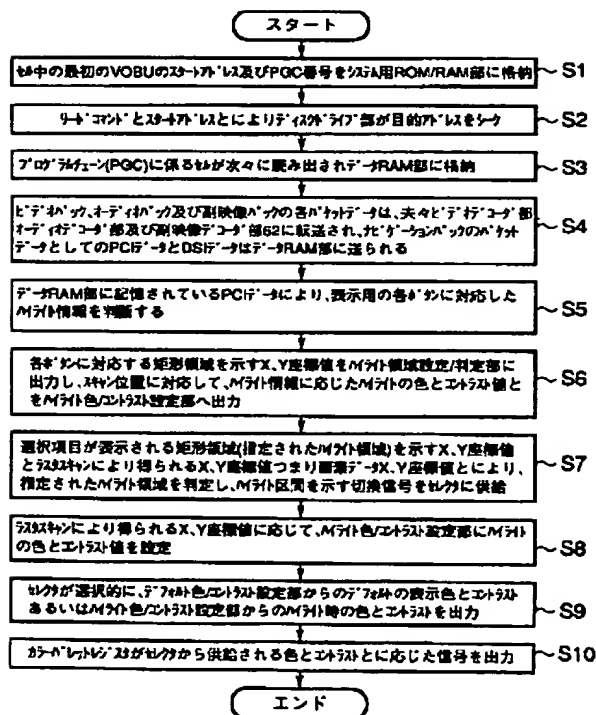 スタート
セル中の最初のVOBUのスタートアドレス及びPGC番号をシステム用ROM/RAM部に格納
S1
リードコマンドとスタートアドレスとによりディスクドライブ部が目的アドレスをシーク
S2
プログラムチェーン(PGC)に係るセルが次々に読み出されデータRAM部に格納
S3
ビデオパック、オーディオパック及び副映像パックの各パケットデータは、夫々ビデオデコーダ部
オーディオデコーダ部及び副映像デコーダ部62に転送され、ナビゲーションパックのパケット
データとしてのPCIデータとDSIデータはデータRAM部に送られる
S4
データRAM部に記憶されているPCIデータにより、表示用の各ボタンに対応した
ハイライト情報を判断する
S5
各ボタンに対応する矩形領域を示すX、Y座標値をハイライト領域設定/判定部に
出力し、スキャン位置に対応して、ハイライト情報に応じたハイライトの色とコントラスト値と
をハイライト色/コントラスト設定部へ出力
S6
選択項目が表示される矩形領域(指定されたハイライト領域)を示すX、Y座標値
とラスタスキャンにより得られるX、Y座標値つまり画素データX、Y座標値とにより、
指定されたハイライト領域を判定し、ハイライト区間を示す切換信号をセレクタに供給
S7
ラスタスキャンにより得られるX、Y座標値に応じて、ハイライト色/コントラスト設定部にハイライト
の色とコントラスト値を設定
S8
セレクタが選択的に、デフォルト色/コントラスト設定部からのデフォルトの表示色とコントラスト
あるいはハイライト色/コントラスト設定部からのハイライト時の色とコントラストを出力
S9
カラーパレットレジスタがセレクタから供給される色とコントラストとに応じた信号を出力
S10
エンド